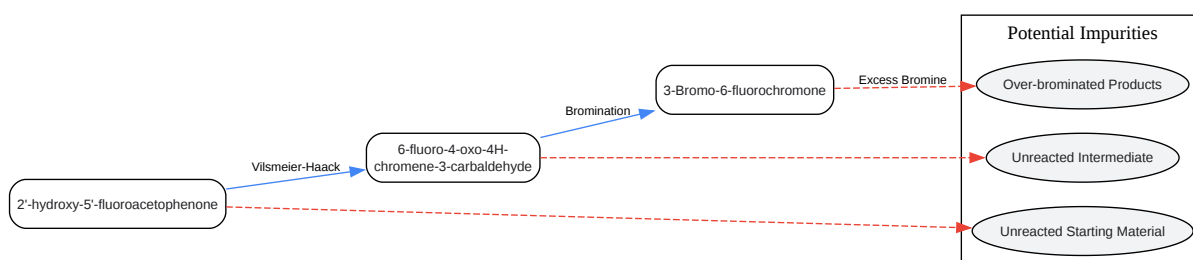 Potential Impurities
3-Bromo-6-fluorochromone
Excess Bromine
Over-brominated Products
Bromination
6-fluoro-4-oxo-4H-
chromene-3-carbaldehyde
Unreacted Intermediate
Vilsmeier-Haack
2'-hydroxy-5'-fluoroacetophenone
Unreacted Starting Material